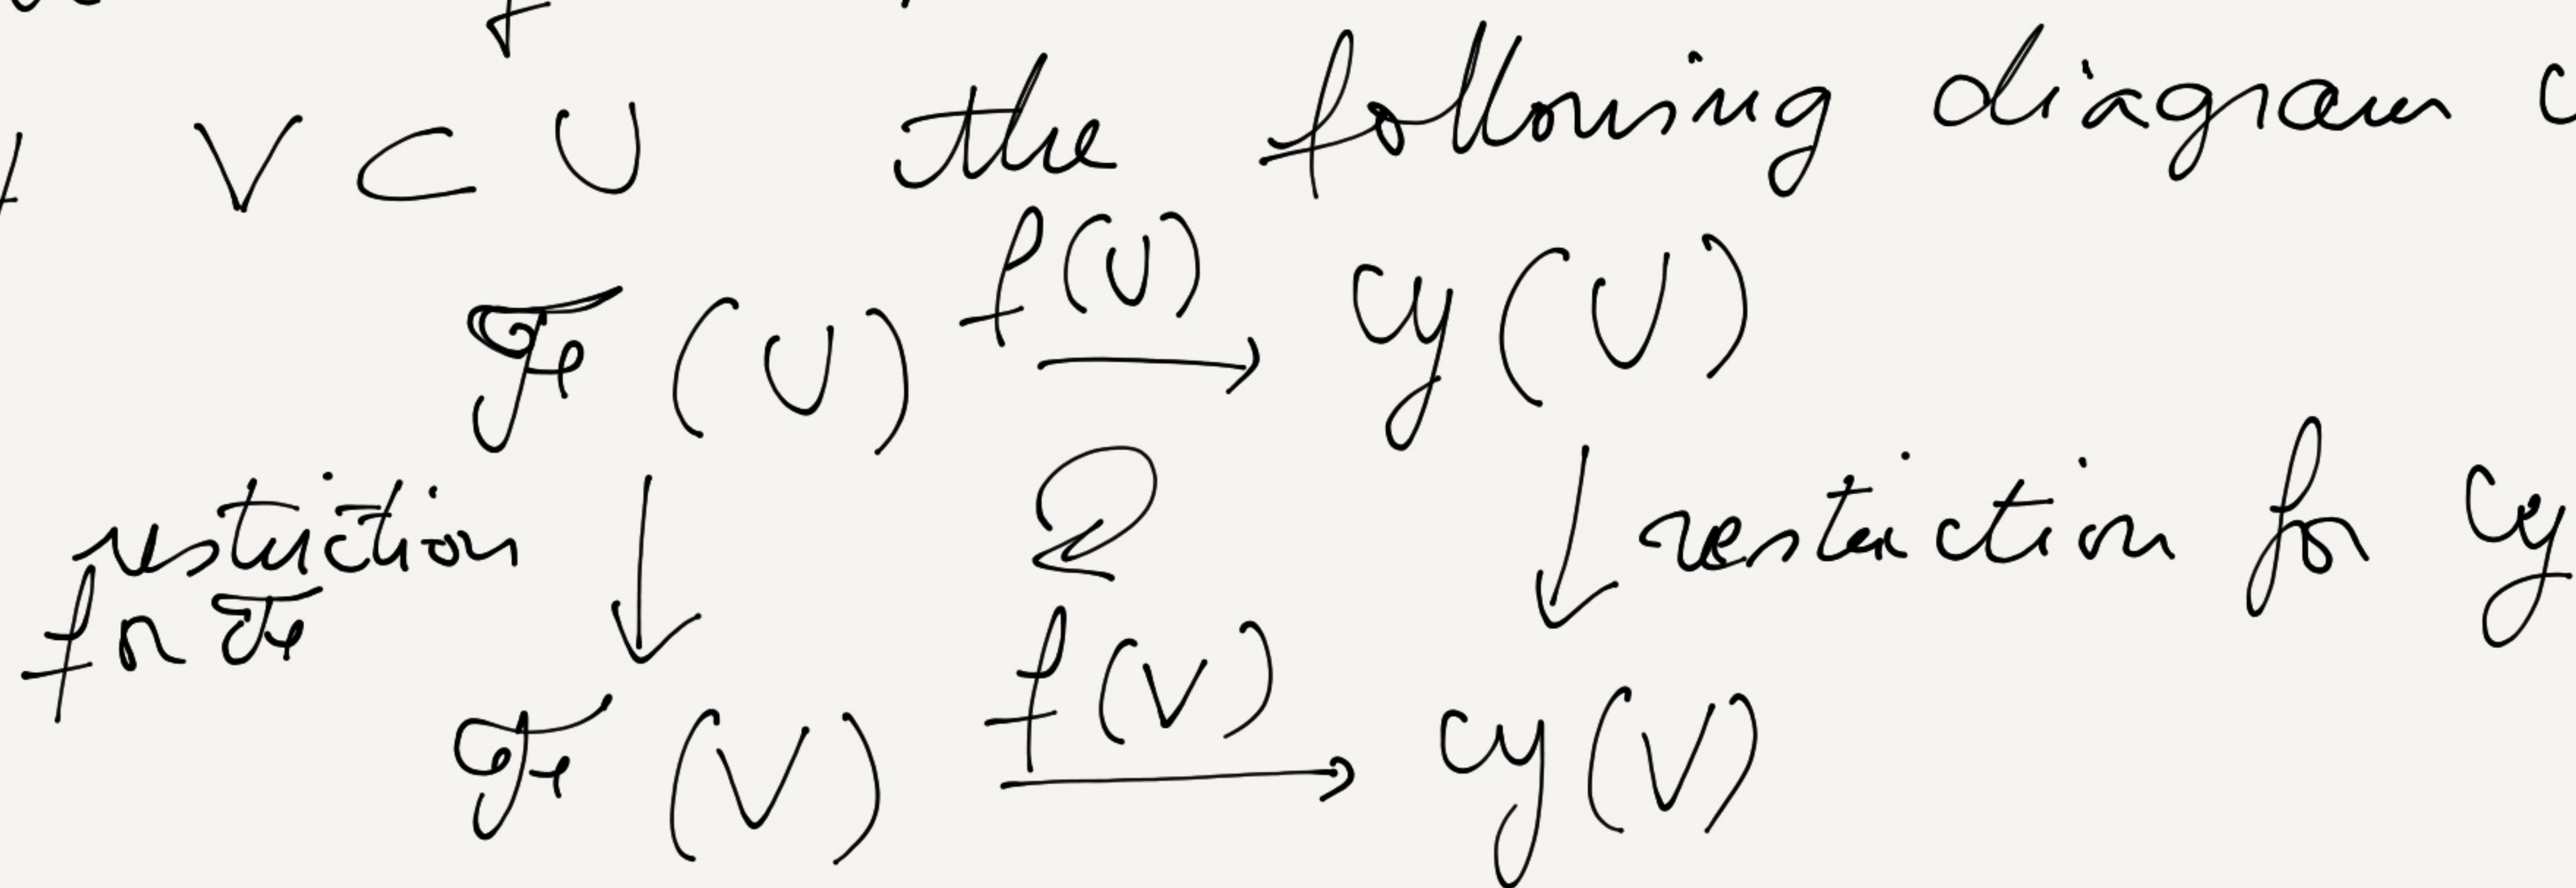 V ⊂ U the following diagram
ℱ(U) f(U) → 𝒢(U)
restriction ↓ ↓ restriction for 𝒢
for ℱ
ℱ(V) f(V) → 𝒢(V)